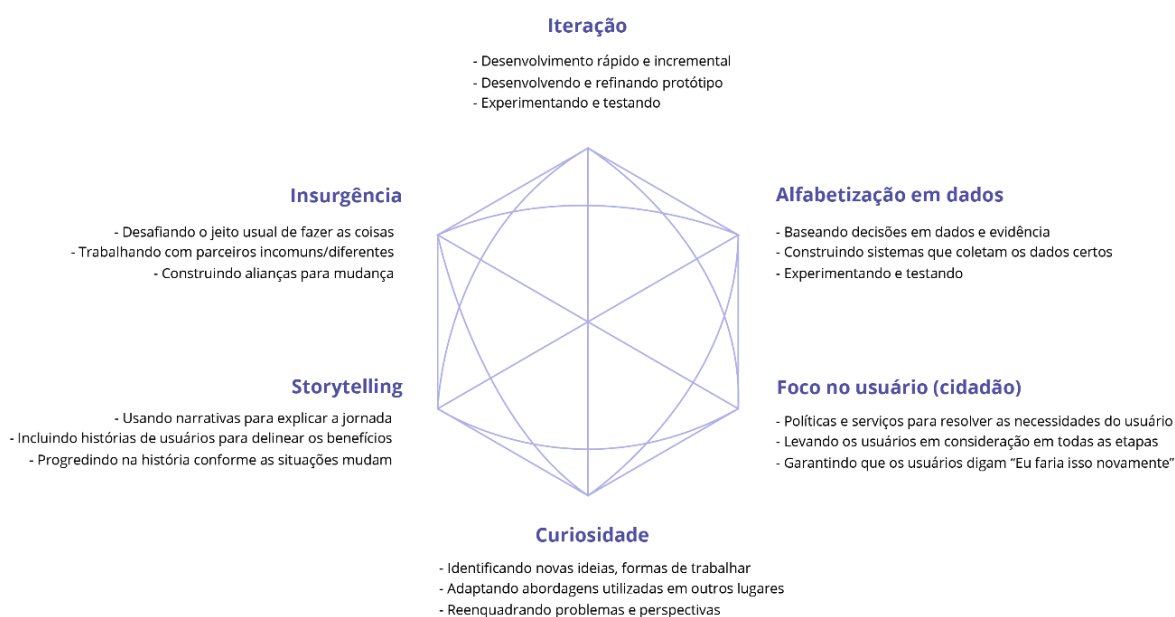 Iteração
- Desenvolvimento rápido e incremental
- Desenvolvendo e refinando protótipo
- Experimentando e testando
Insurgência
- Desafiando o jeito usual de fazer as coisas
- Trabalhando com parceiros incomuns/diferentes
- Construindo alianças para mudança
Alfabetização em dados
- Baseando decisões em dados e evidência
- Construindo sistemas que coletam os dados certos
- Experimentando e testando
Storytelling
- Usando narrativas para explicar a jornada
- Incluindo histórias de usuários para delinear os benefícios
- Progredindo na história conforme as situações mudam
Foco no usuário (cidadão)
- Políticas e serviços para resolver as necessidades do usuário
- Levando os usuários em consideração em todas as etapas
- Garantindo que os usuários digam “Eu faria isso novamente”
Curiosidade
- Identificando novas ideias, formas de trabalhar
- Adaptando abordagens utilizadas em outros lugares
- Reenquadrando problemas e perspectivas